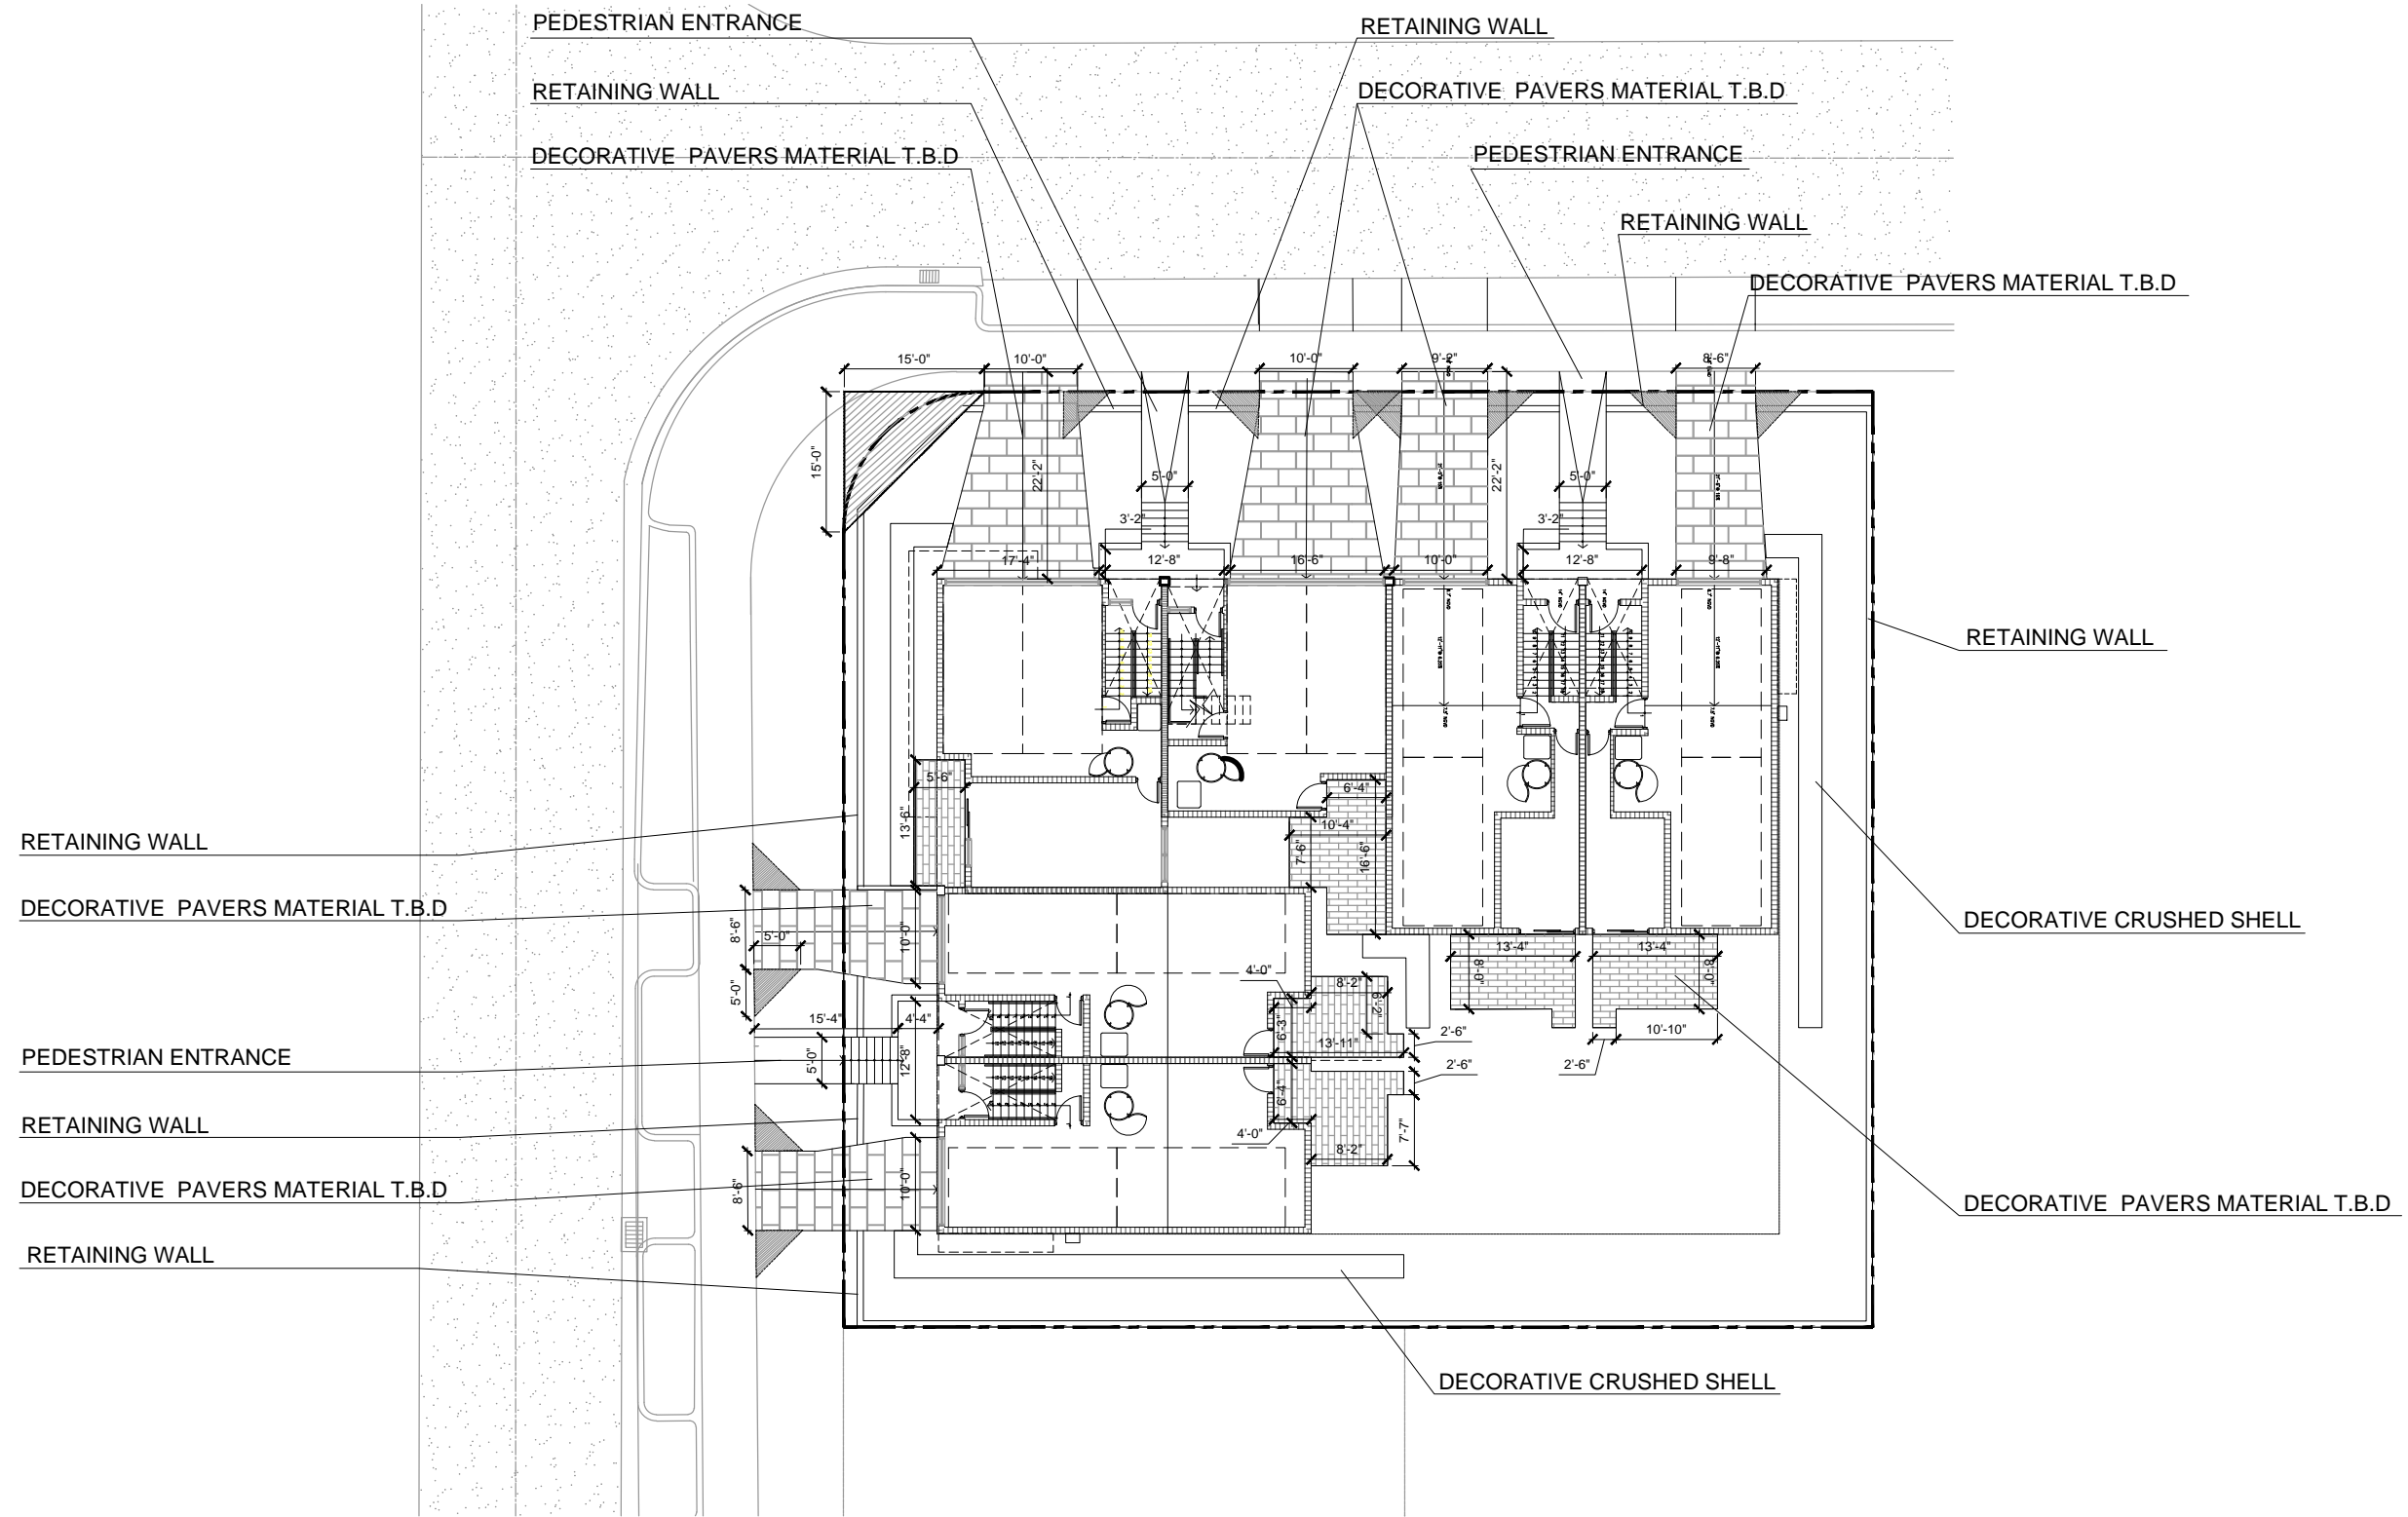 PEDESTRIAN ENTRANCE
RETAINING WALL
RETAINING WALL
DECORATIVE PAVERS MATERIAL T.B.D
DECORATIVE PAVERS MATERIAL T.B.D
PEDESTRIAN ENTRANCE
RETAINING WALL
DECORATIVE PAVERS MATERIAL T.B.D
15'-0"
10'-0"
10'-0"
9'-2"
8'-6"
15'-0"
22'-2"
5'-0"
22'-2"
5'-0"
3'-2"
3'-2"
17'-4"
12'-8"
16'-6"
10'-0"
12'-8"
9'-8"
RETAINING WALL
5'-6"
6'-4"
13'-6"
10'-4"
7'-6"
16'-6"
RETAINING WALL
DECORATIVE PAVERS MATERIAL T.B.D
DECORATIVE CRUSHED SHELL
8'-6"
5'-0"
10'-0"
13'-4"
13'-4"
8'-0"
8'-0"
4'-0"
8'-2"
6'-2"
5'-0"
15'-4"
4'-4"
6'-3"
2'-6"
10'-10"
13'-11"
PEDESTRIAN ENTRANCE
5'-0"
12'-8"
2'-6"
2'-6"
6'-4"
RETAINING WALL
4'-0"
7'-7"
8'-2"
DECORATIVE PAVERS MATERIAL T.B.D
8'-6"
10'-0"
DECORATIVE PAVERS MATERIAL T.B.D
RETAINING WALL
DECORATIVE CRUSHED SHELL